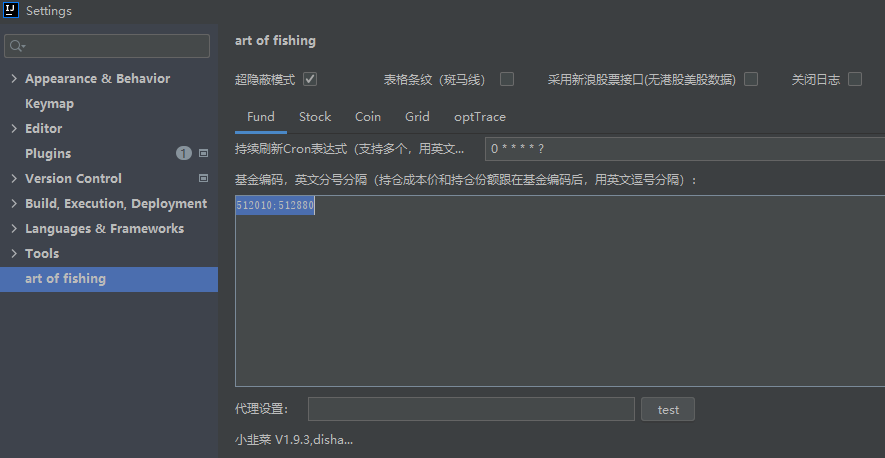 Settings
Appearance & Behavior
Keymap
Editor
Plugins 1
Version Control
Build, Execution, Deployment
Languages & Frameworks
Tools
art of fishing
art of fishing
超隐蔽模式 表格条纹（斑马线） 采用新浪股票接口(无港股美股数据) 关闭日志
Fund Stock Coin Grid optTrace
持续刷新Cron表达式（支持多个，用英文... 0 * * * * ?
基金编码，英文分号分隔（持仓成本价和持仓份额跟在基金编码后，用英文逗号分隔）：
512010;512880
代理设置： test
小韭菜 V1.9.3,disha...